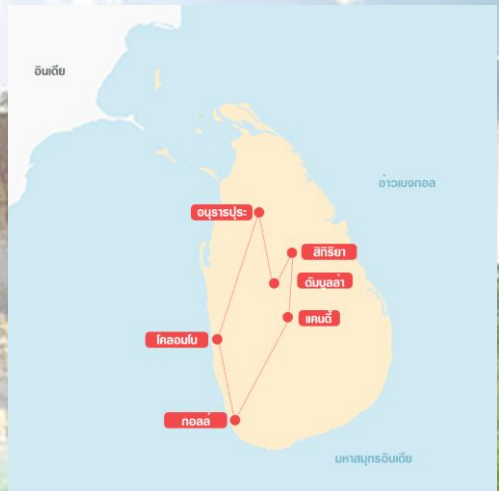 อินเดีย
อ่าวเบงกอล
อนุราธปุระ
สิกิริยา
ดัมบูลล่า
แคนดี้
โคลอมโบ
กอลล์
มหาสมุทรอินเดีย